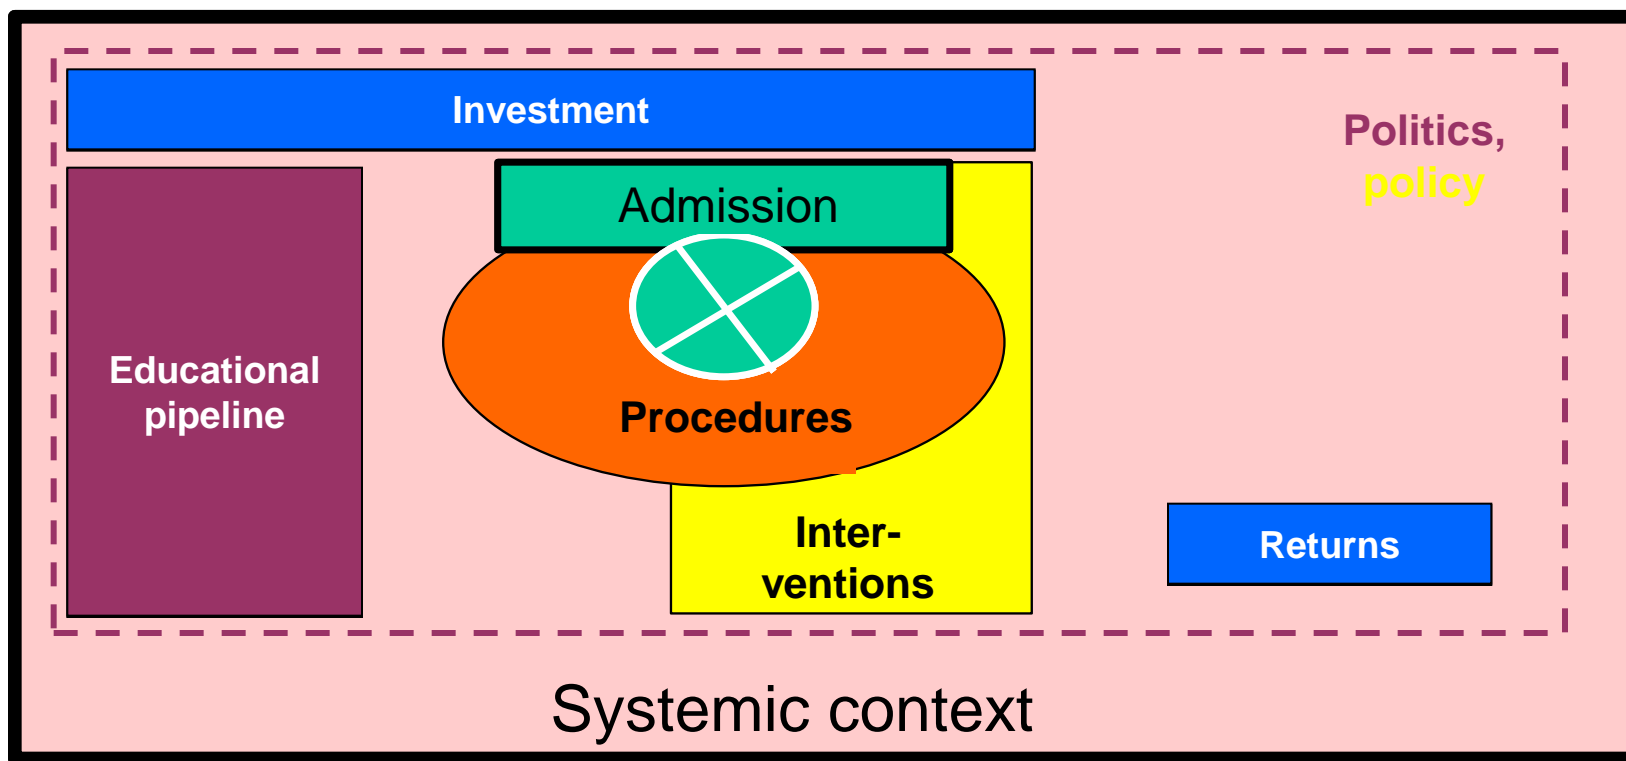 Investment
Politics,
policy
Admission
Educational
pipeline
Procedures
Inter-
ventions
Returns
Systemic context